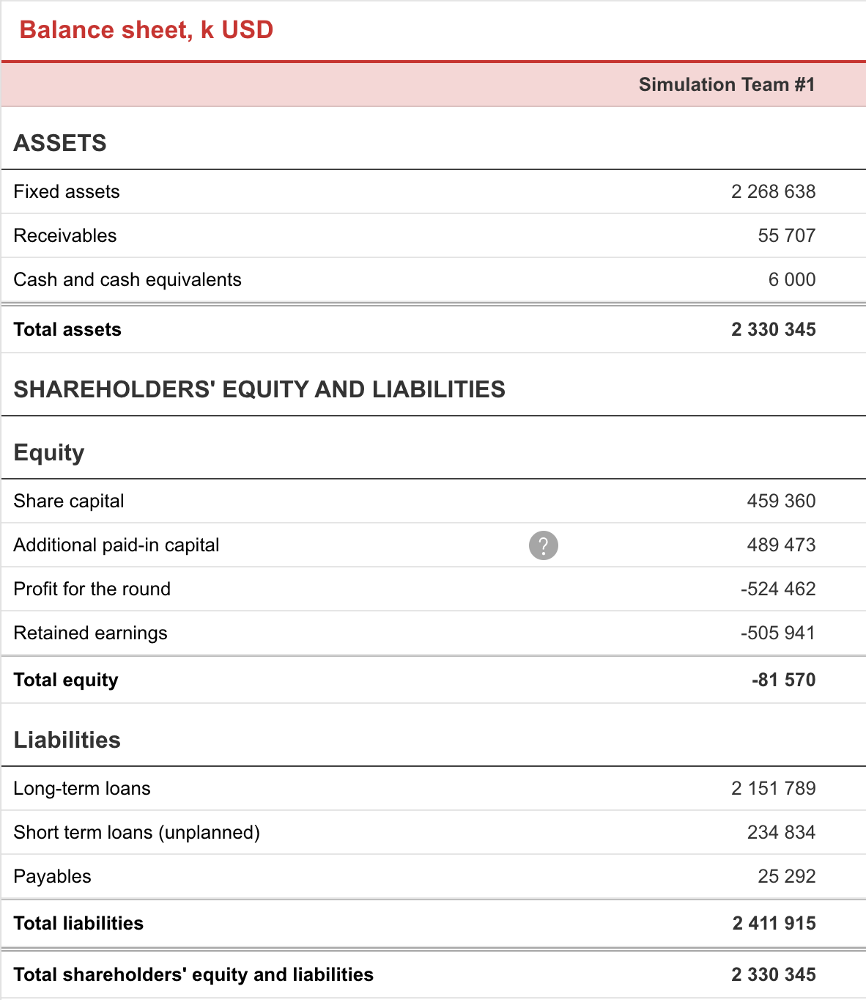 Balance sheet, k USD
Simulation Team #1
ASSETS
Fixed assets 2 268 638
Receivables 55 707
Cash and cash equivalents 6 000
Total assets 2 330 345
SHAREHOLDERS' EQUITY AND LIABILITIES
Equity
Share capital 459 360
Additional paid-in capital ? 489 473
Profit for the round -524 462
Retained earnings -505 941
Total equity -81 570
Liabilities
Long-term loans 2 151 789
Short term loans (unplanned) 234 834
Payables 25 292
Total liabilities 2 411 915
Total shareholders' equity and liabilities 2 330 345